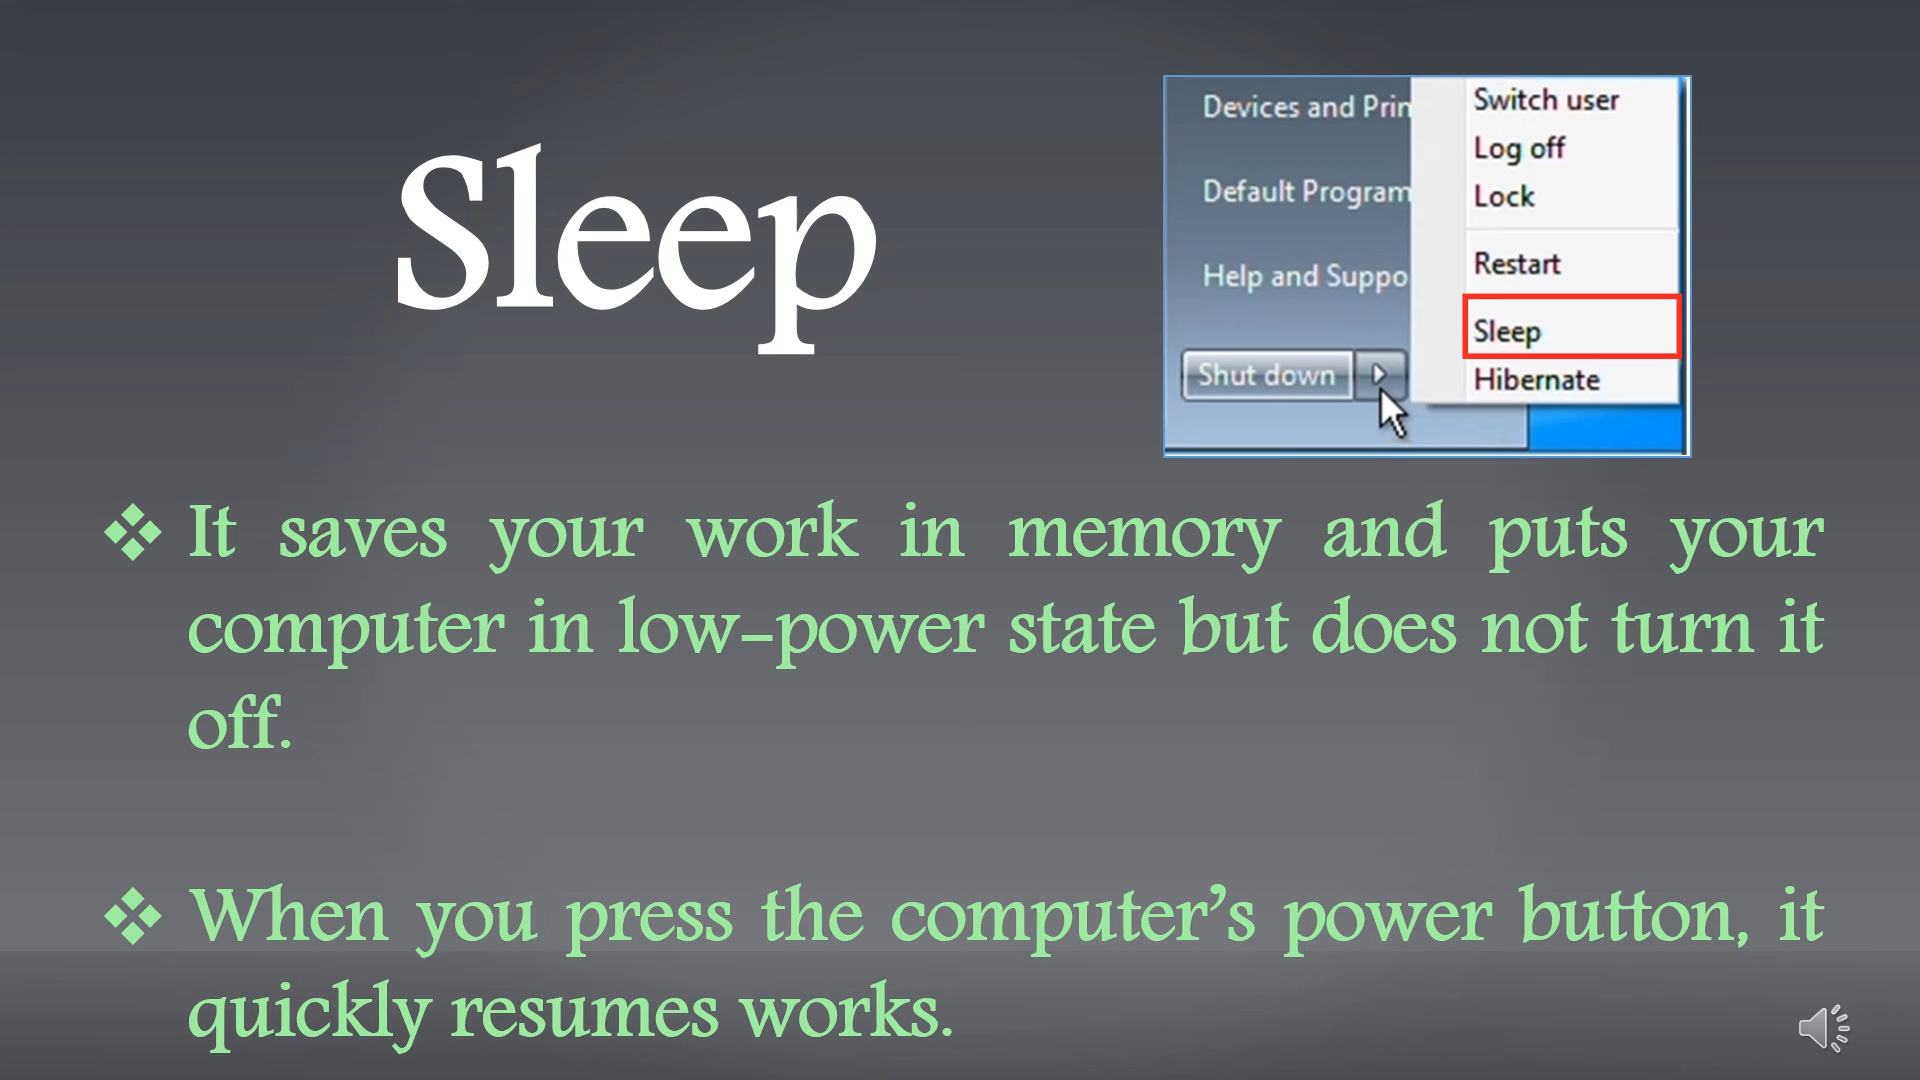 Sleep
Devices and Prin
Default Program
Help and Suppo
Shut down
Switch user
Log off
Lock
Restart
Sleep
Hibernate
❖ It saves your work in memory and puts your
computer in low-power state but does not turn it
off.
❖ When you press the computer’s power button, it
quickly resumes works.